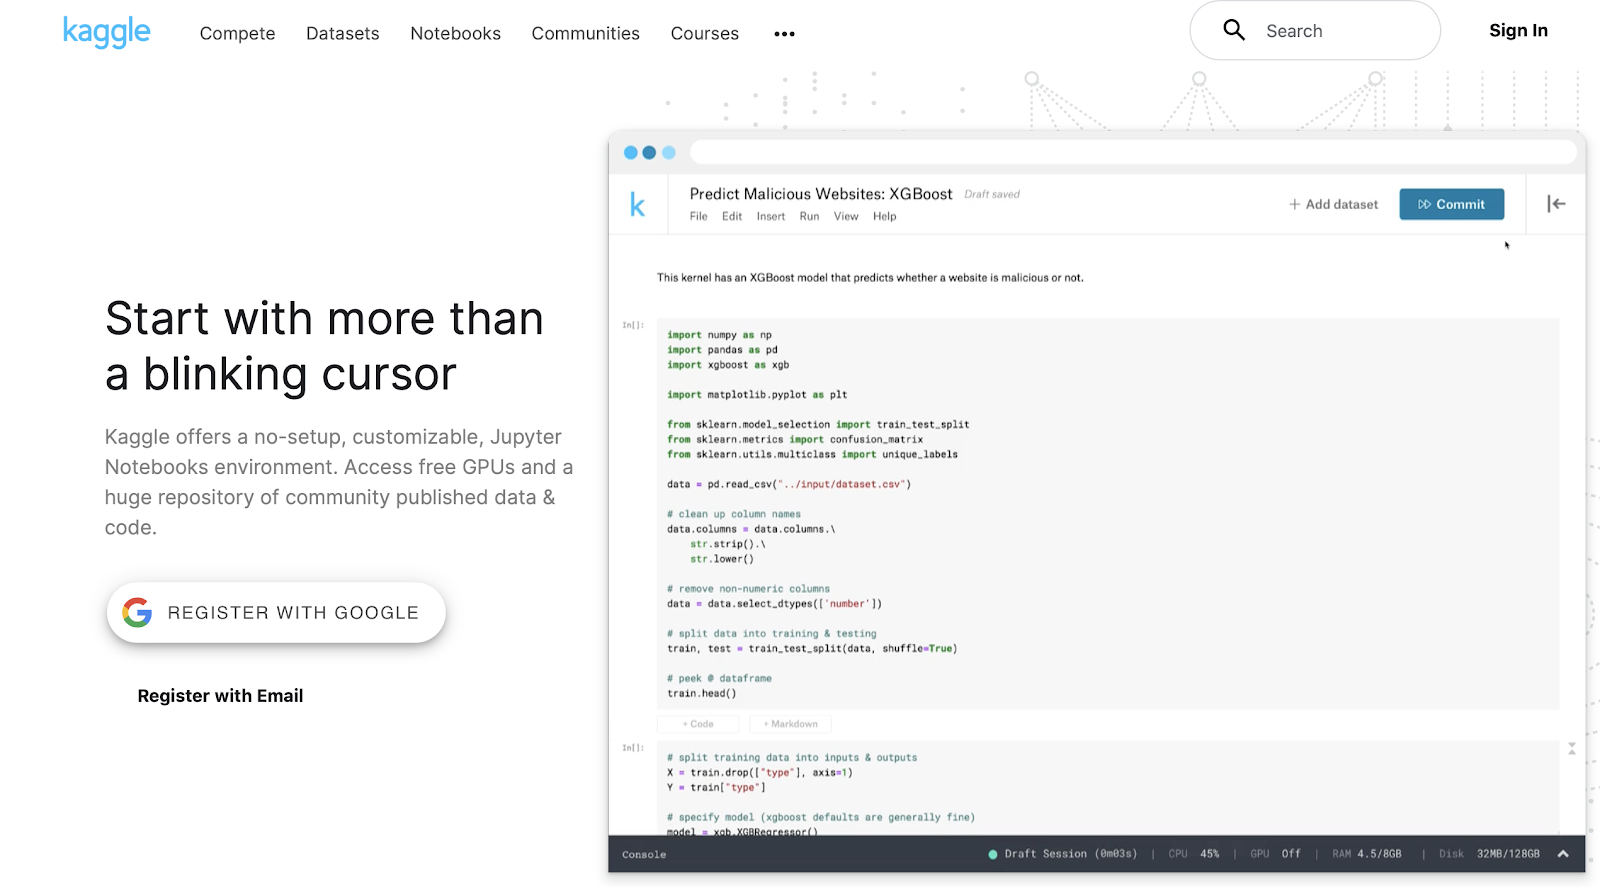 kaggle
Compete Datasets Notebooks Communities Courses •••
Search
Sign In
Start with more than
a blinking cursor
Kaggle offers a no-setup, customizable, Jupyter
Notebooks environment. Access free GPUs and a
huge repository of community published data &
code.
REGISTER WITH GOOGLE
Register with Email
k
Predict Malicious Websites: XGBoost Draft saved
File Edit Insert Run View Help
+ Add dataset
Commit
This kernel has an XGBoost model that predicts whether a website is malicious or not.
In[]:
import numpy as np
import pandas as pd
import xgboost as xgb
import matplotlib.pyplot as plt
from sklearn.model_selection import train_test_split
from sklearn.metrics import confusion_matrix
from sklearn.utils.multiclass import unique_labels
data = pd.read_csv("../input/dataset.csv")
# clean up column names
data.columns = data.columns.\
str.strip().\
str.lower()
# remove non-numeric columns
data = data.select_dtypes(['number'])
# split data into training & testing
train, test = train_test_split(data, shuffle=True)
# peek @ dataframe
train.head()
+ Code + Markdown
In[]:
# split training data into inputs & outputs
X = train.drop(["type"], axis=1)
Y = train["type"]
# specify model (xgboost defaults are generally fine)
model = xgb.XGBRegressor()
Console
Draft Session (0m03s) | CPU 45% | GPU Off | RAM 4.5/8GB | Disk 32MB/128GB